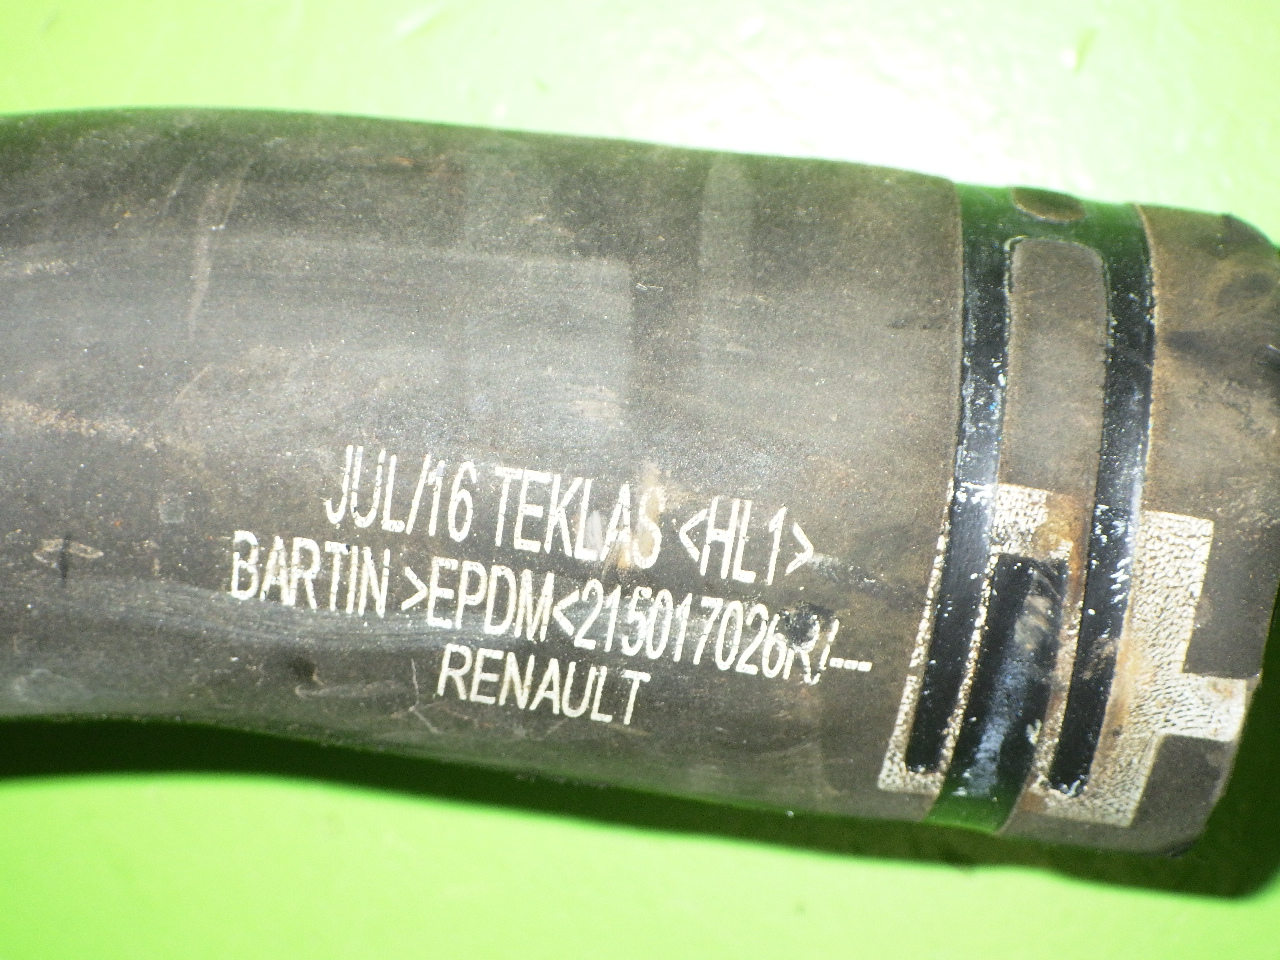 JUL/16 TEKLAS <HL1>
BARTIN >EPDM<215017026R/---
RENAULT